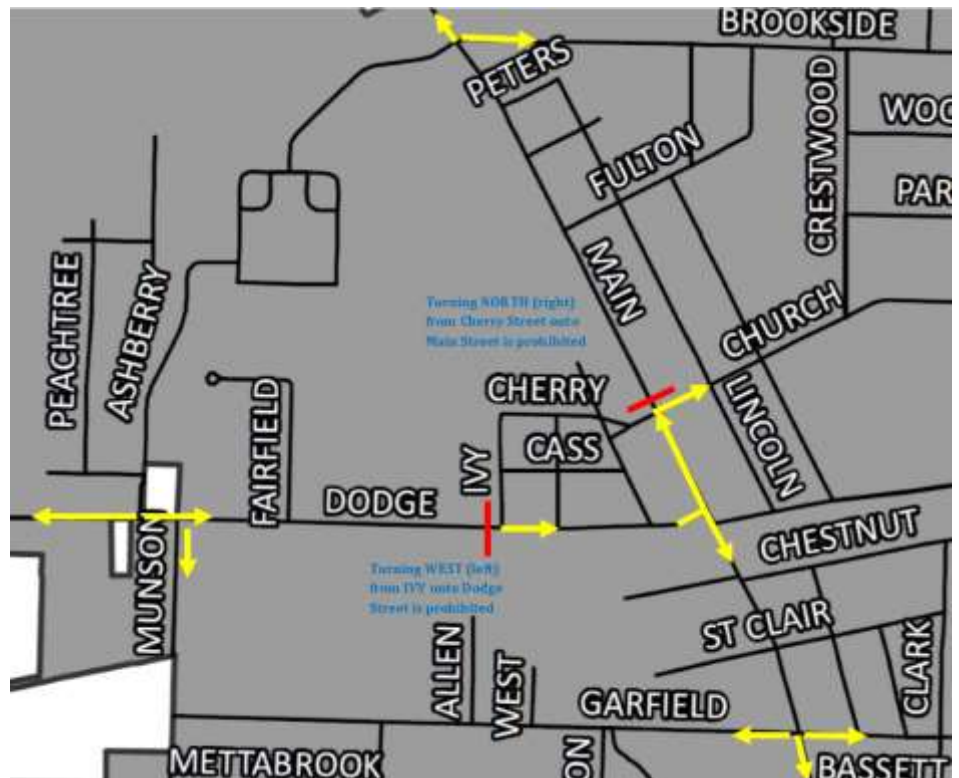 BROOKSIDE
PETERS
CRESTWOOD
WOO
FULTON
PAR
MAIN
PEACHTREE
ASHBERRY
Turning NORTH (right)
from Cherry Street onto
Main Street is prohibited
CHURCH
CHERRY
LINCOLN
FAIRFIELD
IVY
CASS
DODGE
CHESTNUT
MUNSON
Turning WEST (left)
from IVY onto Dodge
Street is prohibited
ST CLAIR
CLARK
ALLEN
WEST
GARFIELD
METTABROOK
ON
BASSETT